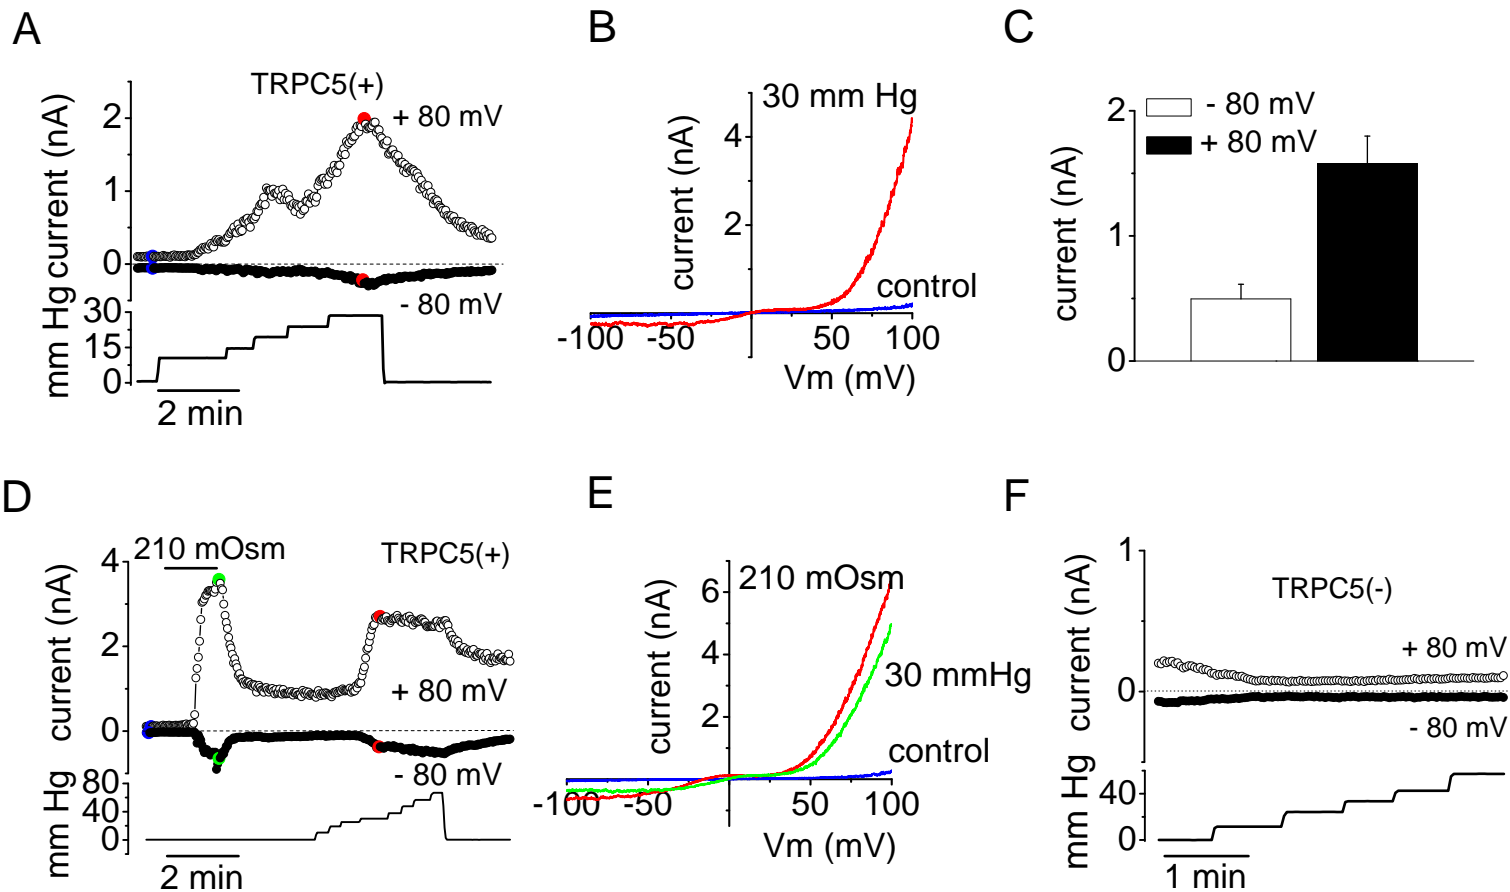 A
TRPC5(+)
+ 80 mV
2
1
0
current (nA)
- 80 mV
30
15
0
mm Hg
2 min
B
30 mm Hg
4
2
current (nA)
control
-100 -50 50 100
Vm (mV)
C
- 80 mV
+ 80 mV
2
1
0
current (nA)
D
210 mOsm
TRPC5(+)
4
2
0
current (nA)
+ 80 mV
- 80 mV
80
40
0
mm Hg
2 min
E
210 mOsm
6
4
2
current (nA)
30 mmHg
control
-100 -50 50 100
Vm (mV)
F
1
0
current (nA)
TRPC5(-)
+ 80 mV
- 80 mV
40
0
mm Hg
1 min